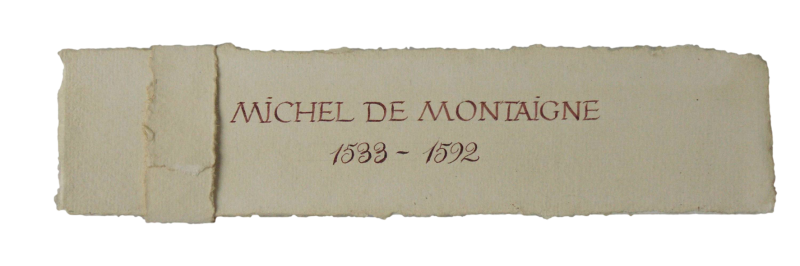 MICHEL DE MONTAIGNE
1533 - 1592